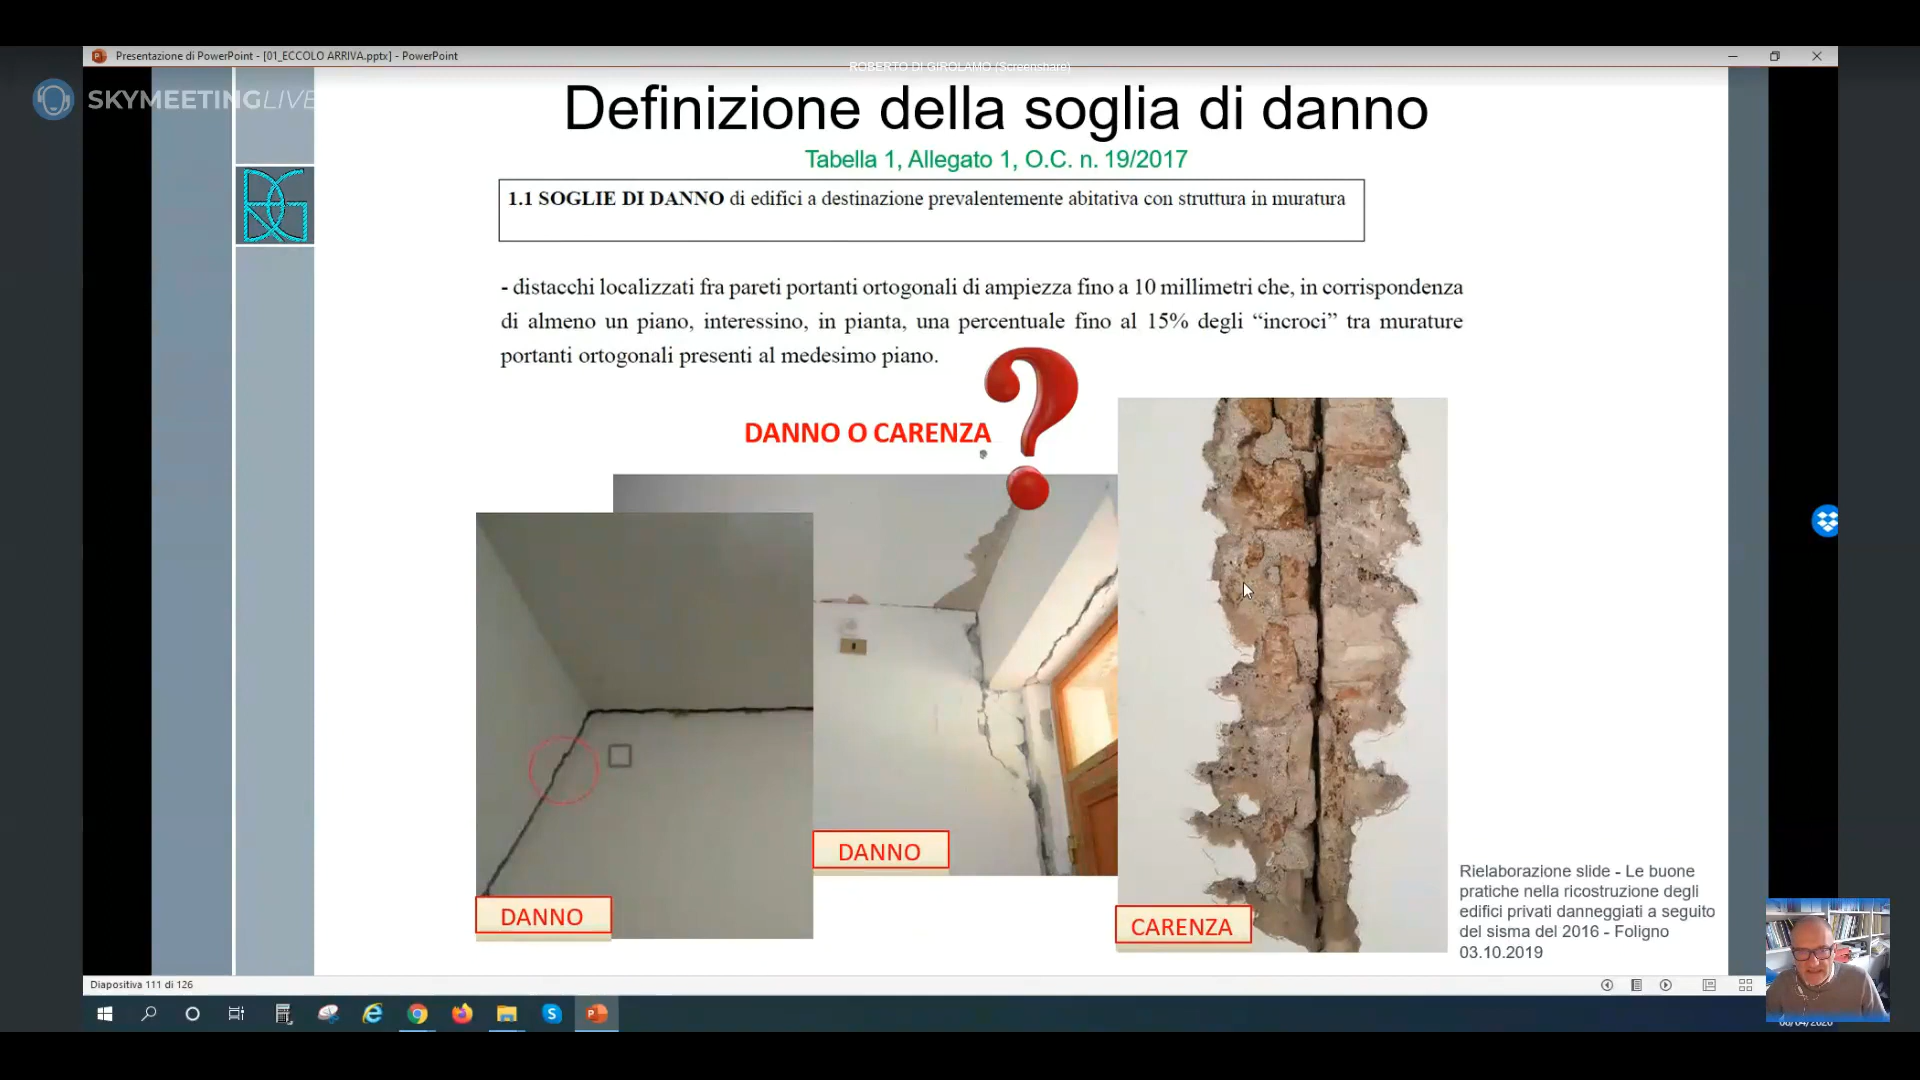 Presentazione di PowerPoint - [01_ECCOLO ARRIVA.pptx] - PowerPoint
ROBERTO DI GIROLAMO (Screenshare)
SKYMEETINGLIVE
Definizione della soglia di danno
Tabella 1, Allegato 1, O.C. n. 19/2017
1.1 SOGLIE DI DANNO di edifici a destinazione prevalentemente abitativa con struttura in muratura
- distacchi localizzati fra pareti portanti ortogonali di ampiezza fino a 10 millimetri che, in corrispondenza
di almeno un piano, interessino, in pianta, una percentuale fino al 15% degli “incroci” tra murature
portanti ortogonali presenti al medesimo piano.
DANNO O CARENZA
?
DANNO
DANNO
CARENZA
Rielaborazione slide - Le buone
pratiche nella ricostruzione degli
edifici privati danneggiati a seguito
del sisma del 2016 - Foligno
03.10.2019
Diapositiva 111 di 126